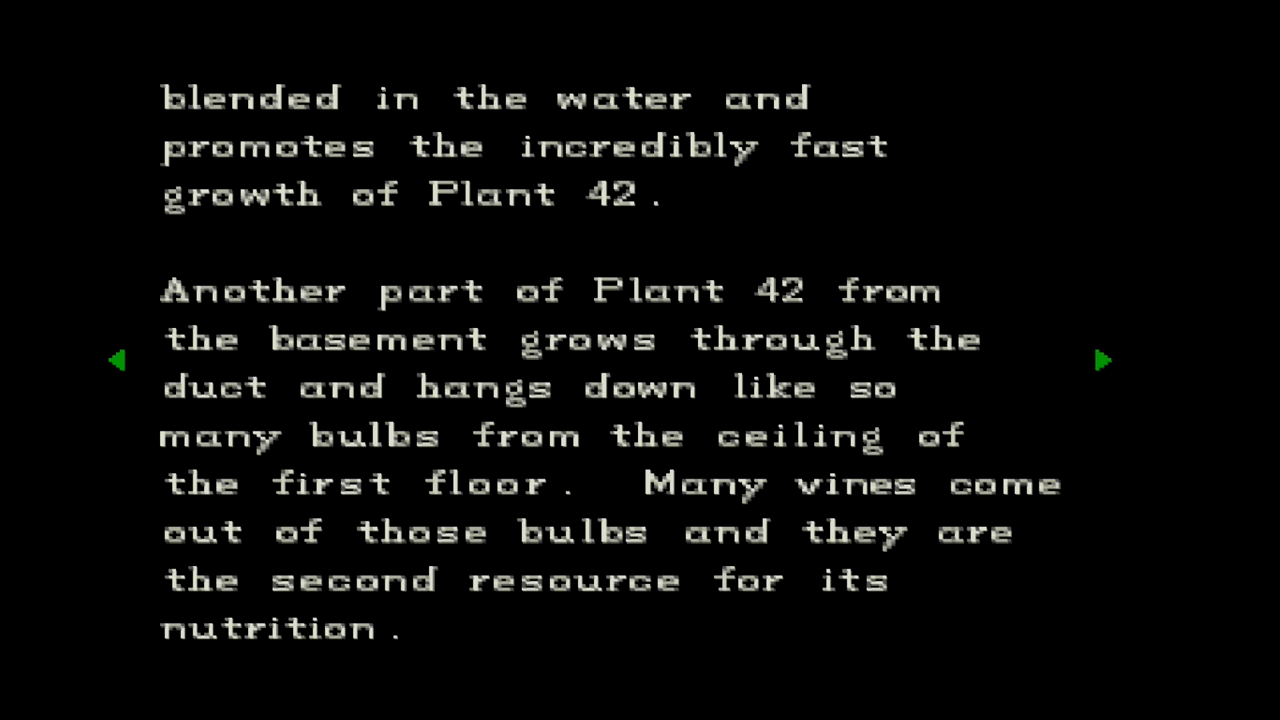 blended in the water and
promotes the incredibly fast
growth of Plant 42.
Another part of Plant 42 from
the basement grows through the
duct and hangs down like so
many bulbs from the ceiling of
the first floor.  Many vines come
out of those bulbs and they are
the second resource for its
nutrition.